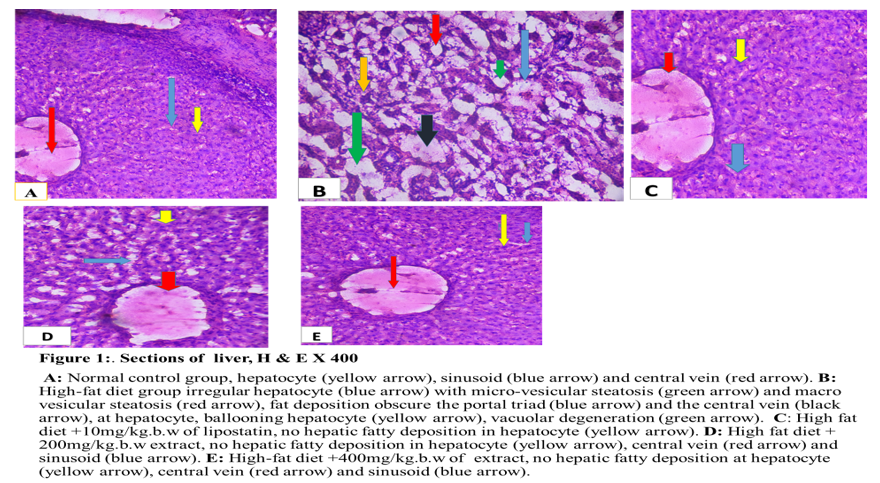 A
B
C
D
E
Figure 1:. Sections of liver, H & E X 400
A: Normal control group, hepatocyte (yellow arrow), sinusoid (blue arrow) and central vein (red arrow). B:
High-fat diet group irregular hepatocyte (blue arrow) with micro-vesicular steatosis (green arrow) and macro
vesicular steatosis (red arrow), fat deposition obscure the portal triad (blue arrow) and the central vein (black
arrow), at hepatocyte, ballooning hepatocyte (yellow arrow), vacuolar degeneration (green arrow). C: High fat
diet +10mg/kg.b.w of lipostatin, no hepatic fatty deposition in hepatocyte (yellow arrow). D: High fat diet +
200mg/kg.b.w extract, no hepatic fatty deposition in hepatocyte (yellow arrow), central vein (red arrow) and
sinusoid (blue arrow). E: High-fat diet +400mg/kg.b.w of extract, no hepatic fatty deposition at hepatocyte
(yellow arrow), central vein (red arrow) and sinusoid (blue arrow).